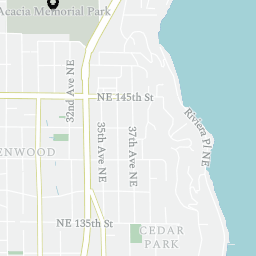 Acacia Memorial Park
32nd Ave NE
NE 145th St
Riviera Pl NE
35th Ave NE
37th Ave NE
ENWOOD
NE 135th St
CEDAR
PARK